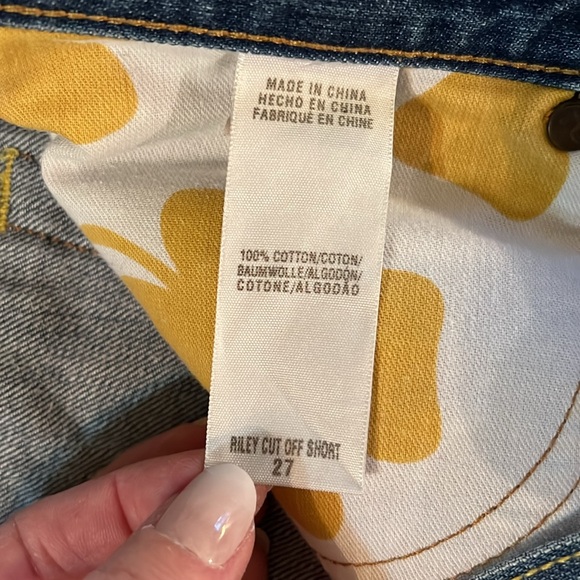 MADE IN CHINA
HECHO EN CHINA
FABRIQUÉ EN CHINE
100% COTTON/COTON/
BAUMWOLLE/ALGODÓN/
COTONE/ALGODÃO
RILEY CUT OFF SHORT
27